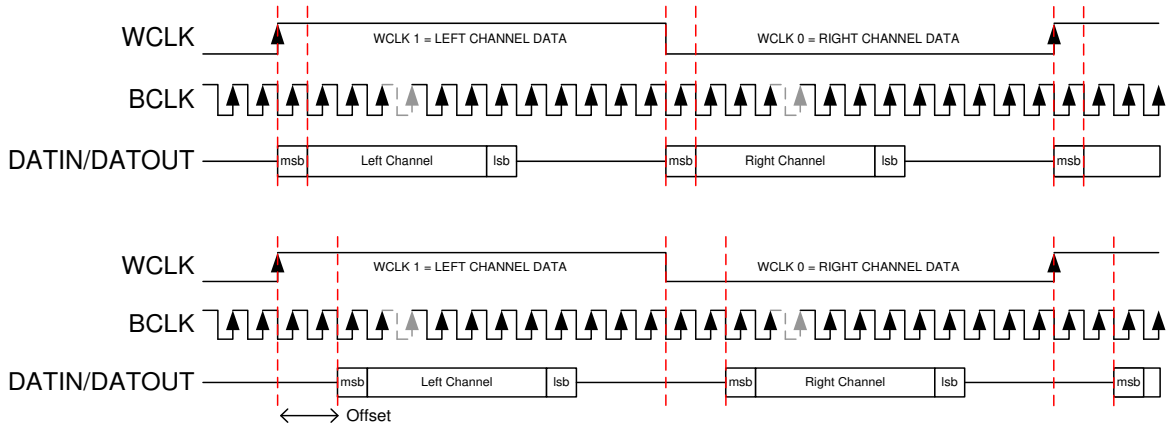 WCLK
WCLK 1 = LEFT CHANNEL DATA
WCLK 0 = RIGHT CHANNEL DATA
BCLK
DATIN/DATOUT
msb
Left Channel
lsb
msb
Right Channel
lsb
msb
WCLK
WCLK 1 = LEFT CHANNEL DATA
WCLK 0 = RIGHT CHANNEL DATA
BCLK
DATIN/DATOUT
msb
Left Channel
lsb
msb
Right Channel
lsb
msb
Offset